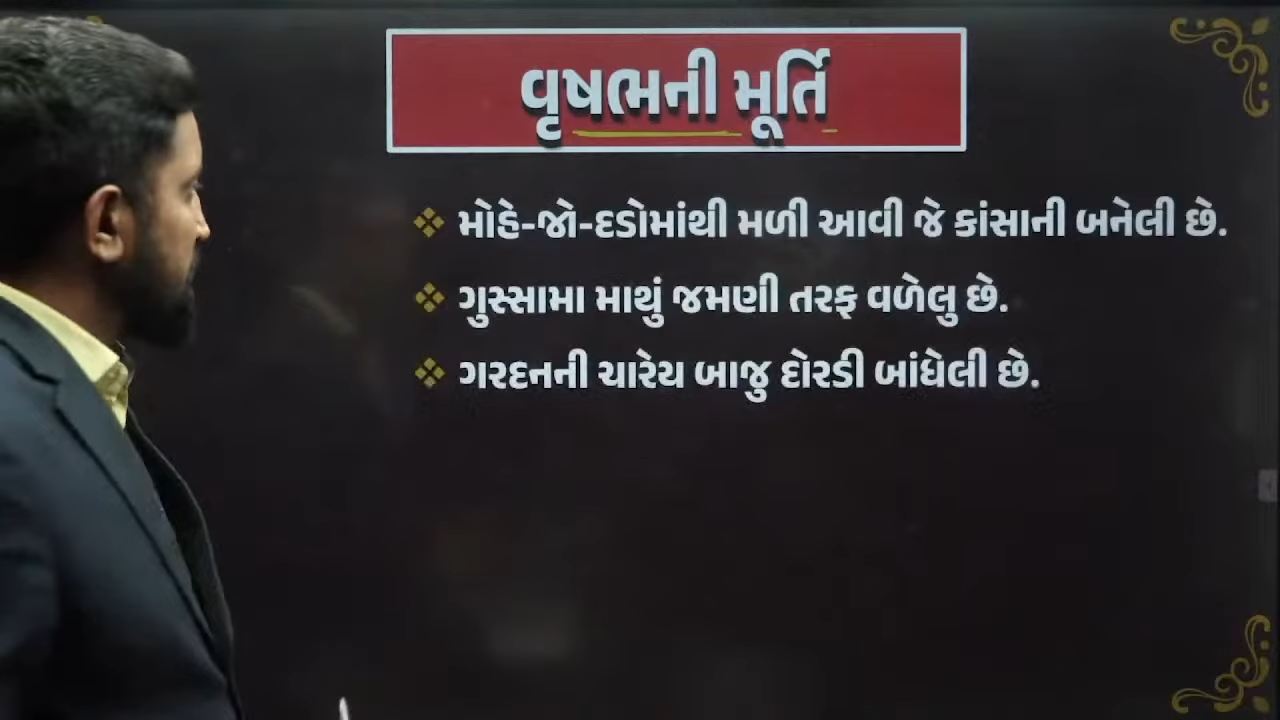 વૃષભની મૂર્તિ
મોહે-જો-દડોમાંથી મળી આવી જે કાંસાની બનેલી છે.
ગુસ્સામા માથું જમણી તરફ વળેલુ છે.
ગરદનની ચારેય બાજુ દોરડી બાંધેલી છે.